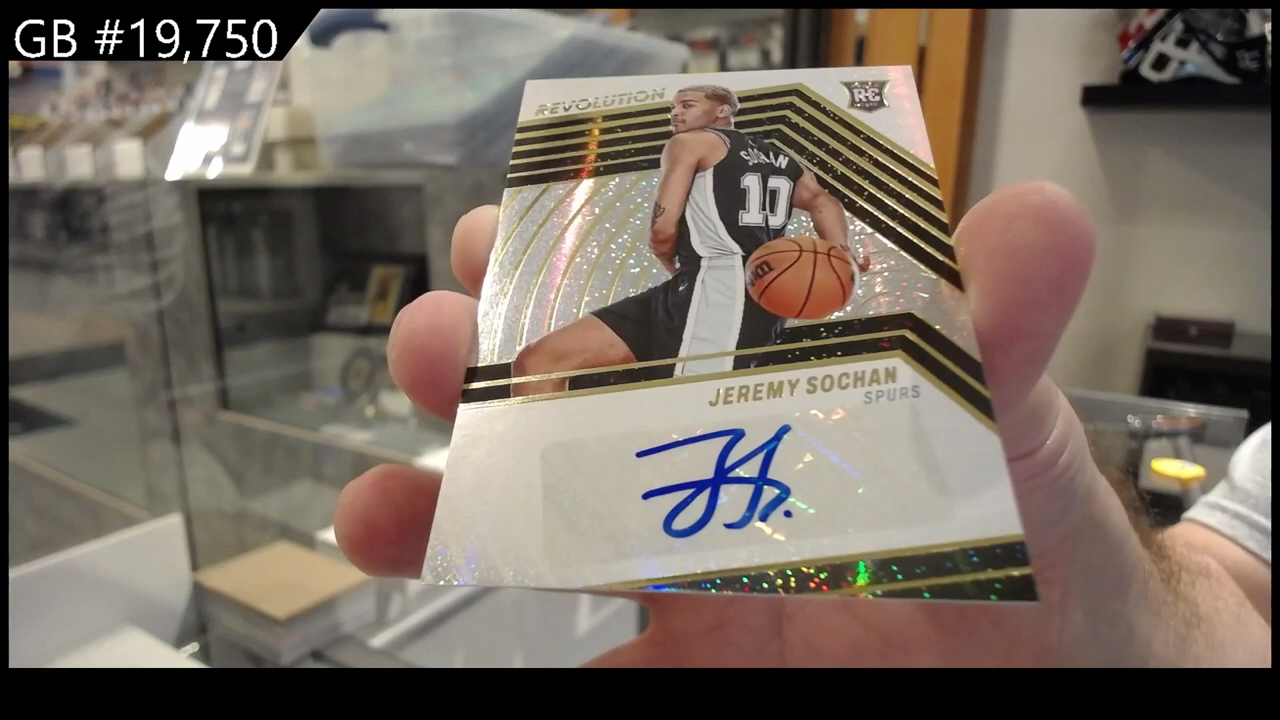 GB #19,750
REVOLUTION
RC
SOCHAN
10
JEREMY SOCHAN
SPURS